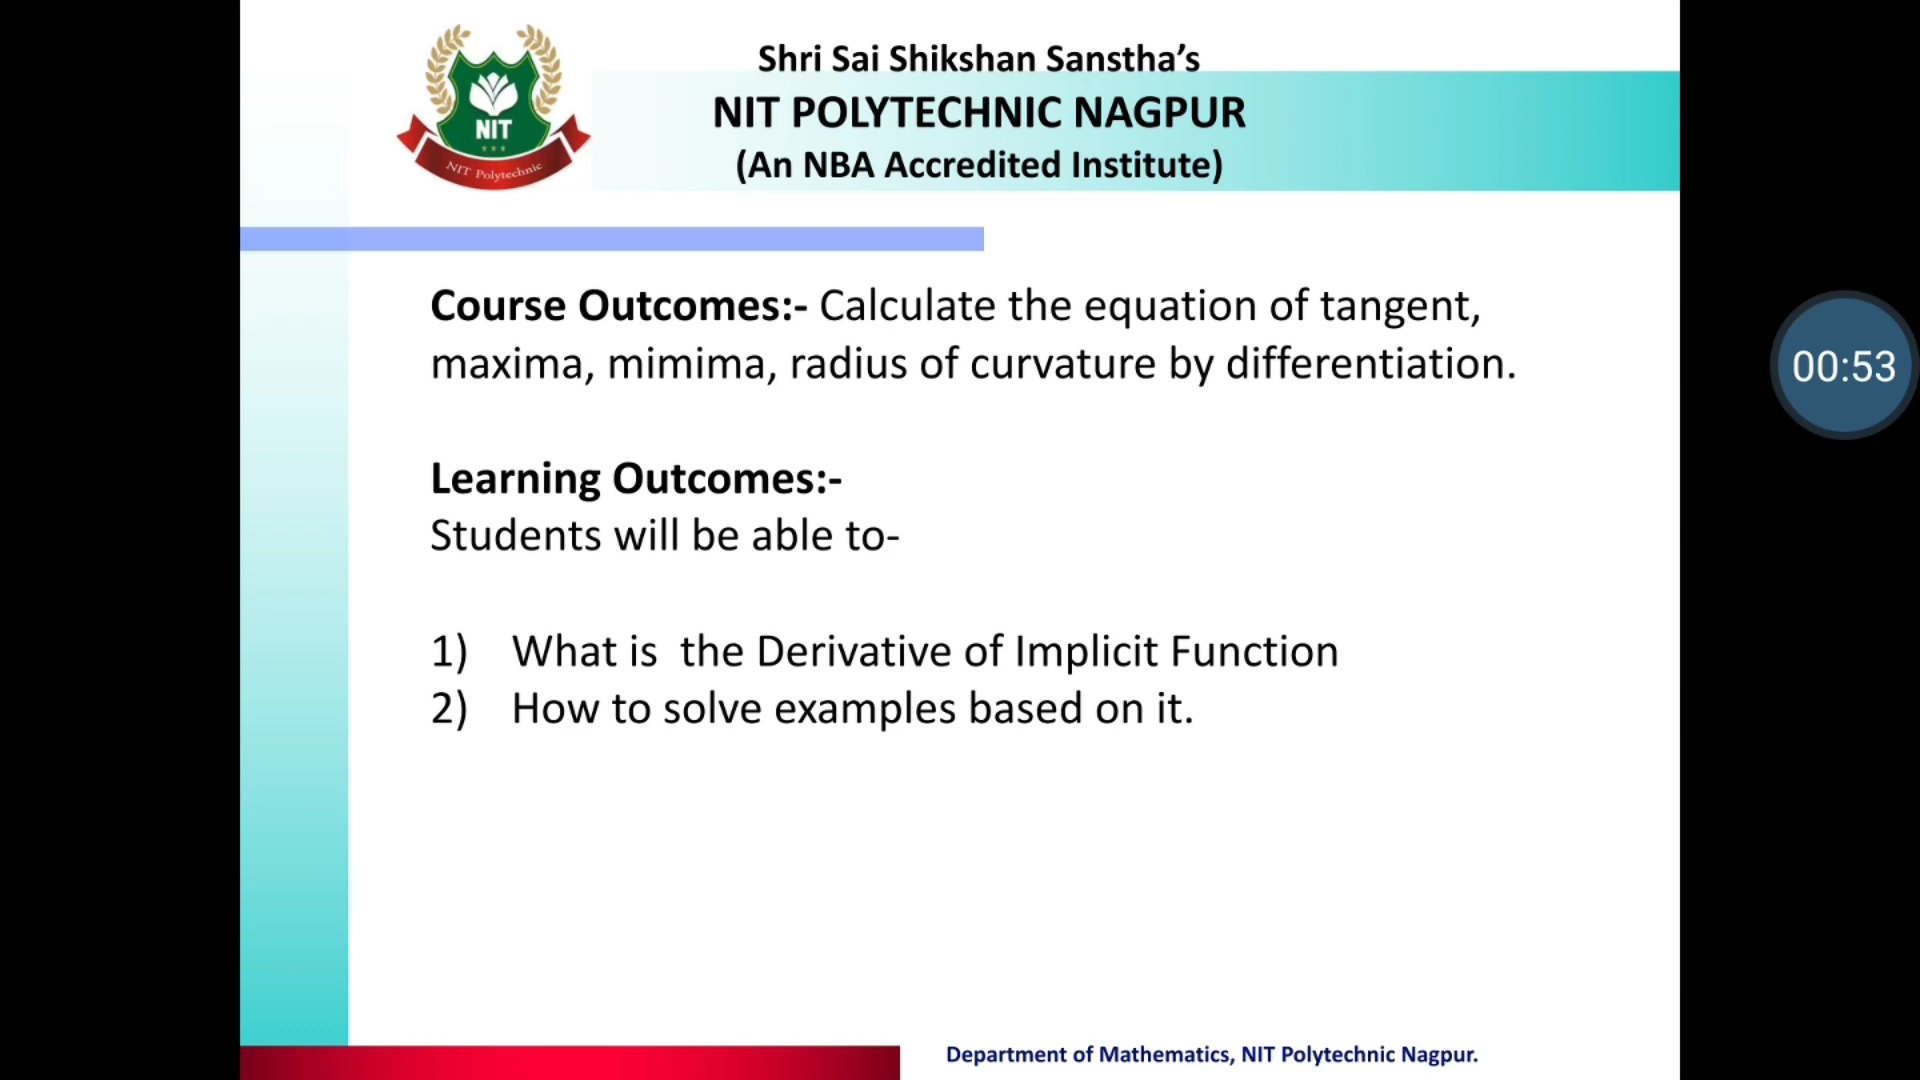 Shri Sai Shikshan Sanstha’s
NIT POLYTECHNIC NAGPUR
(An NBA Accredited Institute)
NIT
NIT Polytechnic
Course Outcomes:- Calculate the equation of tangent,
maxima, mimima, radius of curvature by differentiation.
00:53
Learning Outcomes:-
Students will be able to-
1) What is the Derivative of Implicit Function
2) How to solve examples based on it.
Department of Mathematics, NIT Polytechnic Nagpur.